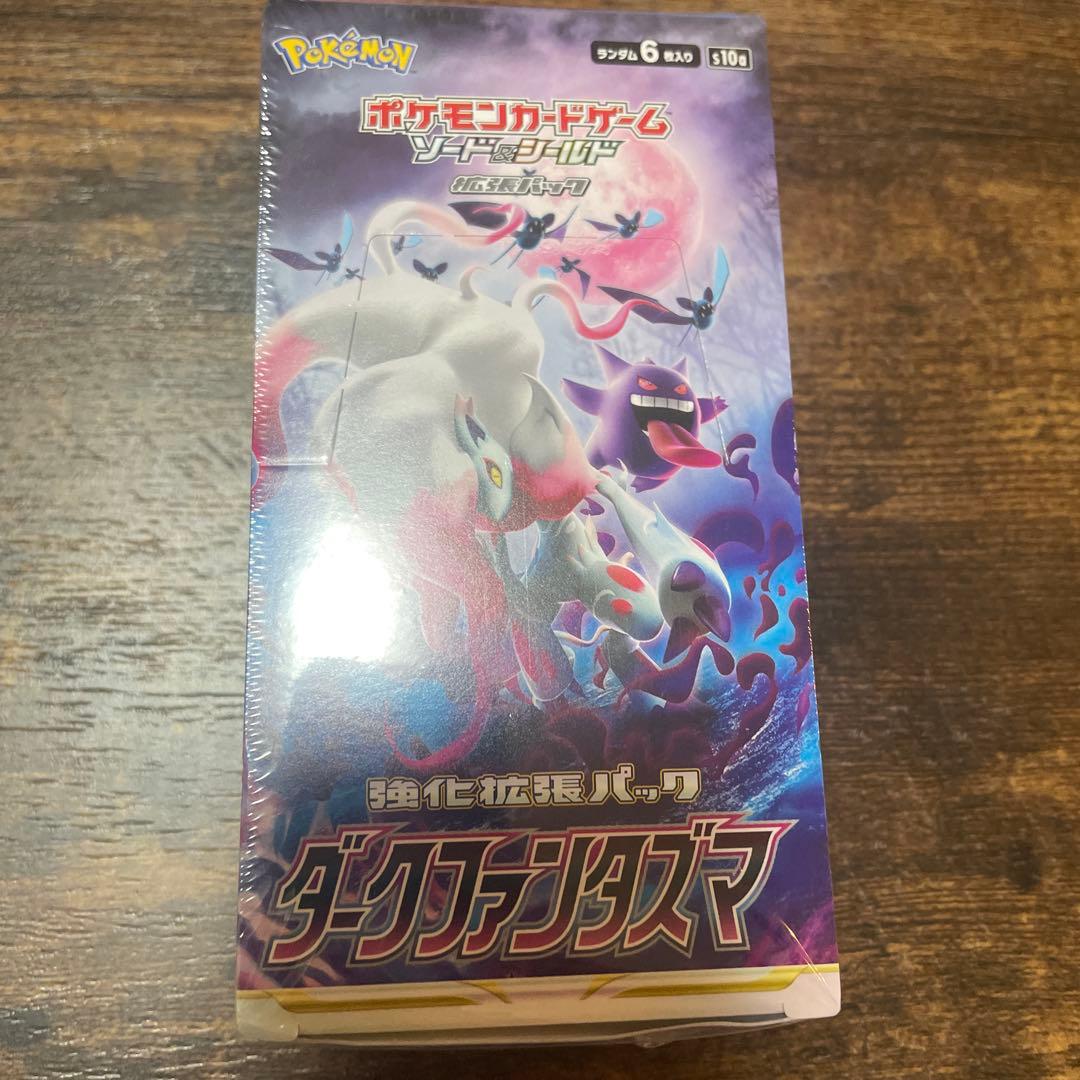 POKéMON
ランダム6枚入り s10a
ポケモンカードゲーム
ソード&シールド
拡張パック
強化拡張パック
ダークファンタズマ